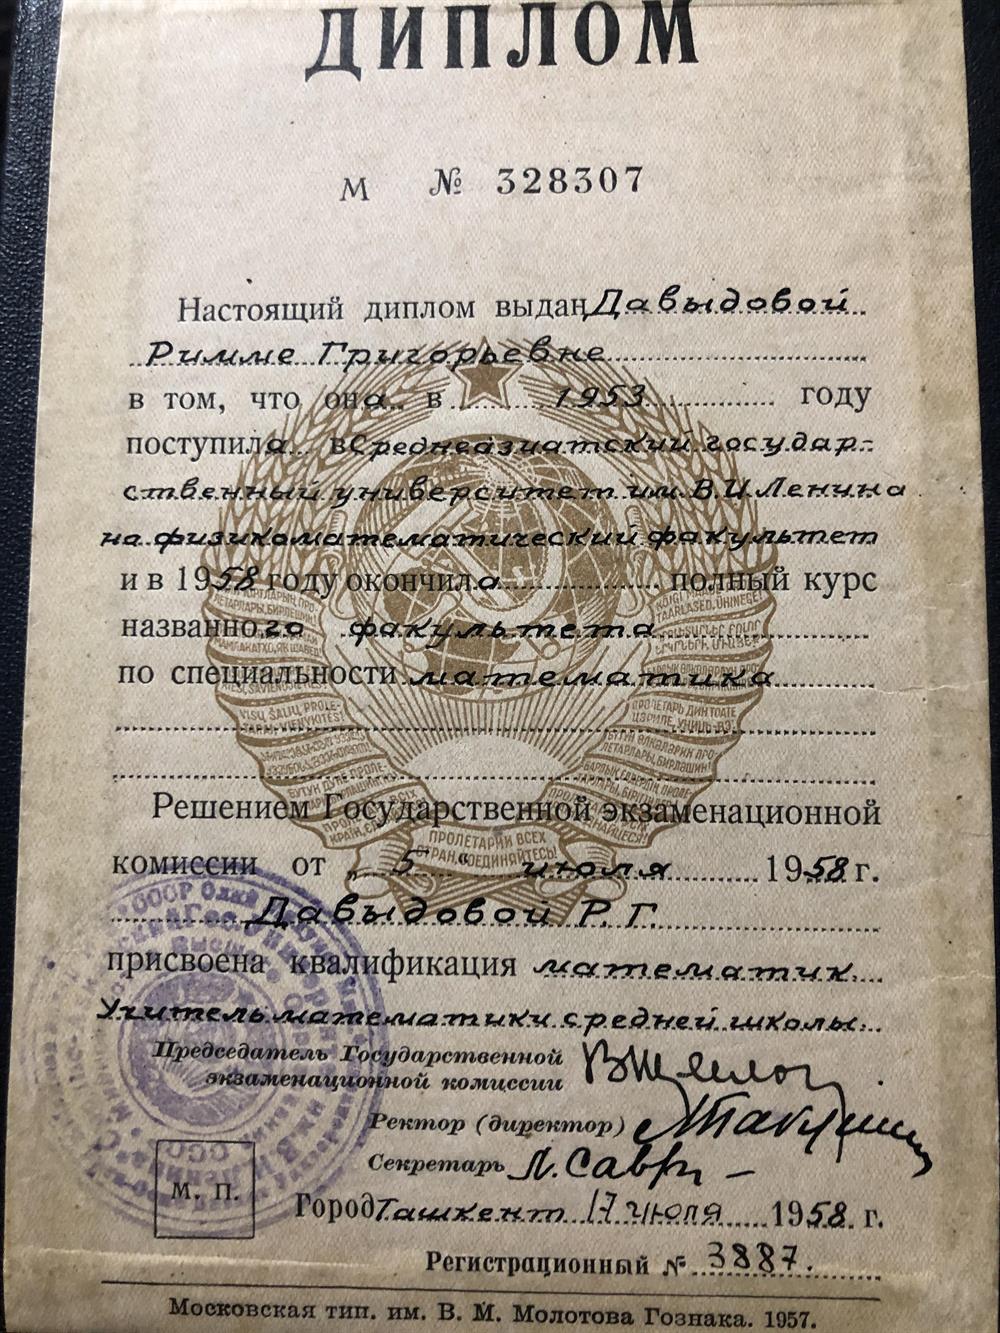 ДИПЛОМ
М № 328307
Настоящий диплом выдан Давыдовой
Римме Григорьевне
в том, что она в 1953 году
поступила в Среднеазиатский государ-
ственный университет им. В.И Ленина
на физикоматематический факультет
и в 1958 году окончила полный курс
названного факультета
по специальности математика
ПРОЛЕТАРИИ ВСЕХ
СТРАН, СОЕДИНЯЙТЕСЬ!
Решением Государственной экзаменационной
комиссии от „5“ июля 1958 г.
Давыдовой Р. Г.
присвоена квалификация математик
Учитель математики средней школы
Председатель Государственной
экзаменационной комиссии
Ректор (директор)
Секретарь
М. П.
Город Ташкент 17 июля 1958 г.
Регистрационный № 3887.
Московская тип. им. В. М. Молотова Гознака. 1957.